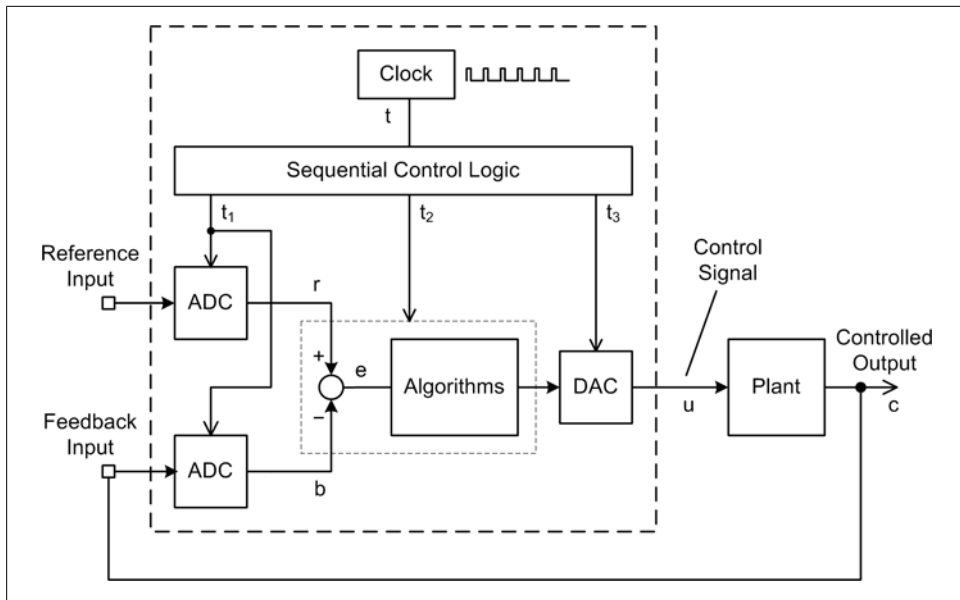 Clock
t
Sequential Control Logic
t1
t2
t3
Reference
Input
ADC
r
Control
Signal
+
e
Algorithms
DAC
u
Plant
Controlled
Output
c
−
Feedback
Input
ADC
b